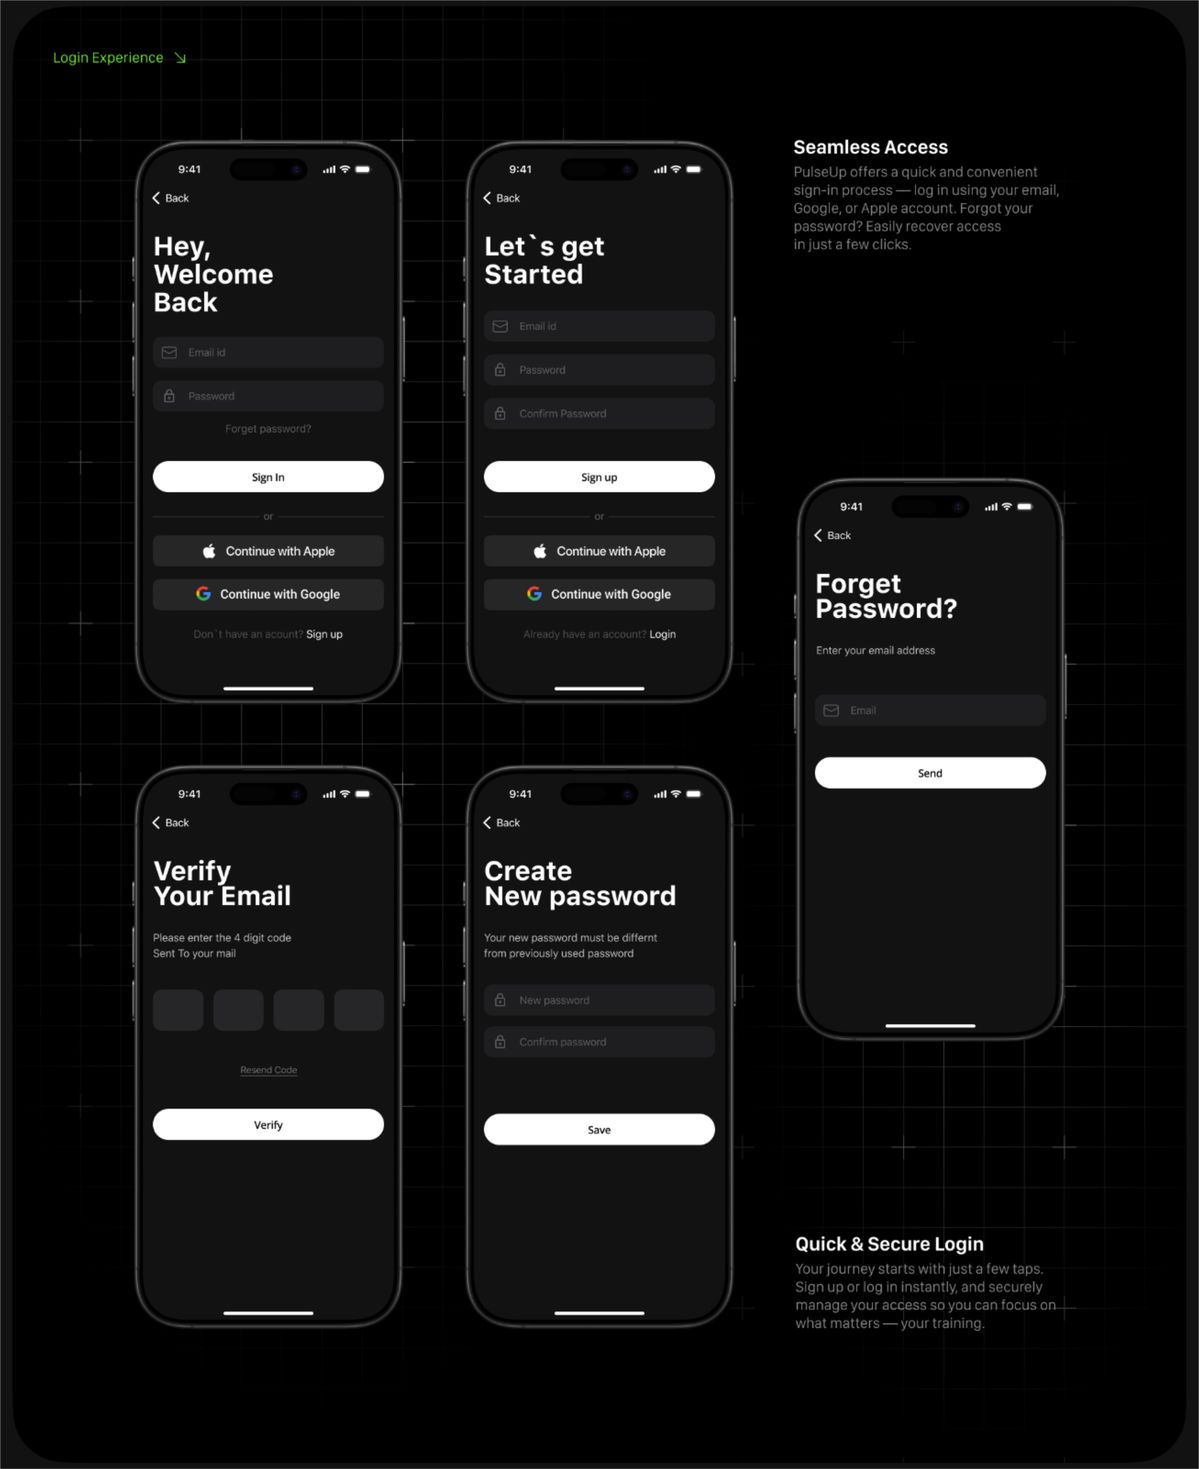 Login Experience
9:41
Back
Hey,
Welcome
Back
Email id
Password
Forget password?
Sign In
or
Continue with Apple
Continue with Google
Don`t have an acount? Sign up
9:41
Back
Let`s get
Started
Email id
Password
Confirm Password
Sign up
or
Continue with Apple
Continue with Google
Already have an account? Login
Seamless Access
PulseUp offers a quick and convenient
sign-in process — log in using your email,
Google, or Apple account. Forgot your
password? Easily recover access
in just a few clicks.
9:41
Back
Forget
Password?
Enter your email address
Email
Send
9:41
Back
Verify
Your Email
Please enter the 4 digit code
Sent To your mail
Resend Code
Verify
9:41
Back
Create
New password
Your new password must be differnt
from previously used password
New password
Confirm password
Save
Quick & Secure Login
Your journey starts with just a few taps.
Sign up or log in instantly, and securely
manage your access so you can focus on
what matters — your training.